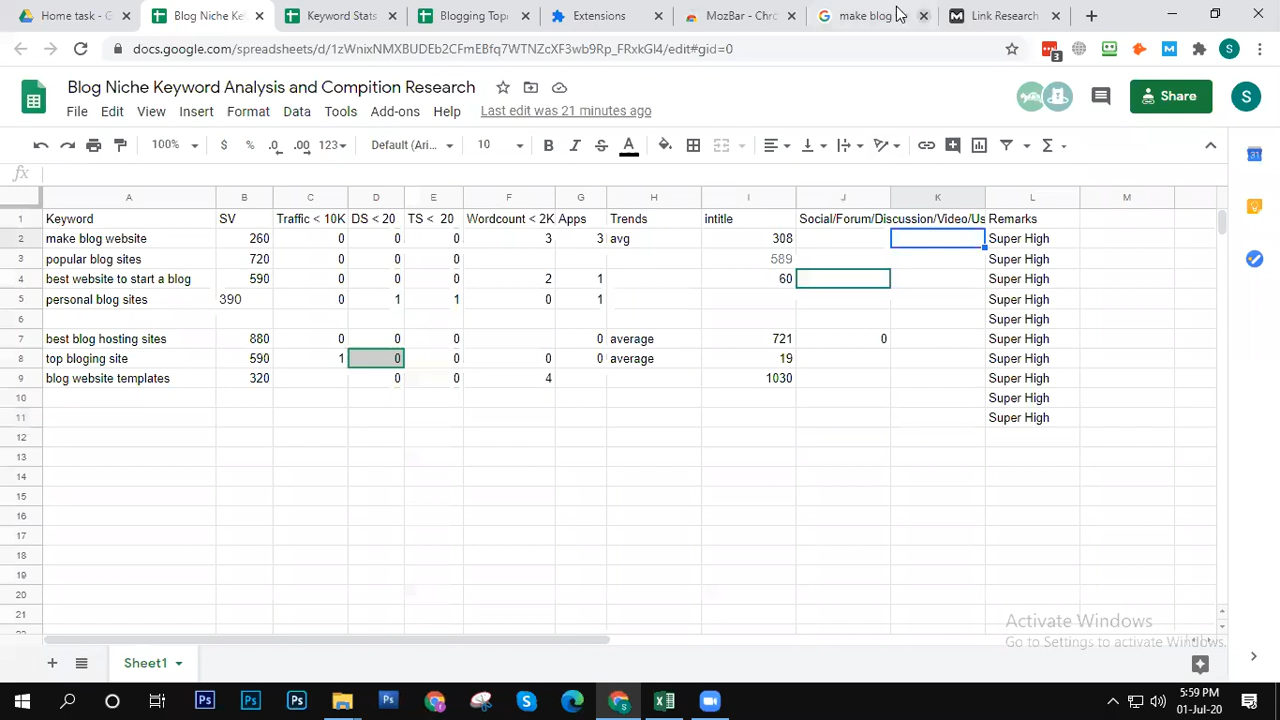 Home task - G
Blog Niche Ke
Keyword Stats
Blogging Topi
Extensions
MozBar - Chro
make blog
Link Research
docs.google.com/spreadsheets/d/1zWnixNMXBUDEb2CFmEBfq7WTNZcXF3wb9Rp_FRxkGl4/edit#gid=0
3
S
Blog Niche Keyword Analysis and Compition Research
Share
S
File Edit View Insert Format Data Tools Add-ons Help Last edit was 21 minutes ago
100% $ % .0 .00 123 Default (Ari... 10 B I S A
fx
A B C D E F G H I J K L M
1 Keyword SV Traffic < 10K DS < 20 TS < 20 Wordcount < 2K Apps Trends intitle Social/Forum/Discussion/Video/Us Remarks
2 make blog website 260 0 0 0 3 3 avg 308 Super High
3 popular blog sites 720 0 0 0 589 Super High
4 best website to start a blog 590 0 0 0 2 1 60 Super High
5 personal blog sites 390 0 1 1 0 1 Super High
6 Super High
7 best blog hosting sites 880 0 0 0 0 average 721 0 Super High
8 top bloging site 590 1 0 0 0 0 average 19 Super High
9 blog website templates 320 0 0 4 1030 Super High
10 Super High
11 Super High
12
13
14
15
16
17
18
19
20
21
Activate Windows
Go to Settings to activate Windows.
Sheet1
5:59 PM
01-Jul-20